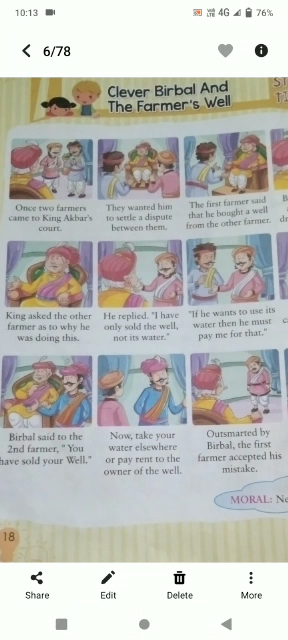 10:13
4G
76%
6/78
Clever Birbal And
The Farmer's Well
Once two farmers
came to King Akbar's
court.
They wanted him
to settle a dispute
between them.
The first farmer said
that he bought a well
from the other farmer.
King asked the other
farmer as to why he
was doing this.
He replied. "I have
only sold the well,
not its water."
"If he wants to use its
water then he must
pay me for that."
Birbal said to the
2nd farmer, " You
have sold your Well."
Now, take your
water elsewhere
or pay rent to the
owner of the well.
Outsmarted by
Birbal, the first
farmer accepted his
mistake.
MORAL:
18
Share
Edit
Delete
More